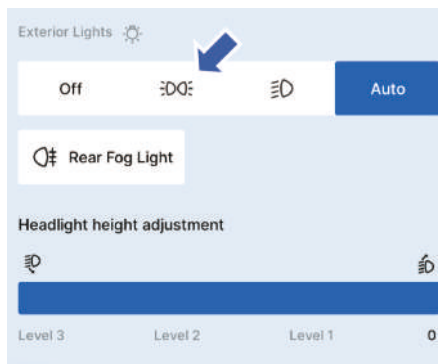 Exterior Lights
Off
Auto
Rear Fog Light
Headlight height adjustment
Level 3 Level 2 Level 1 0